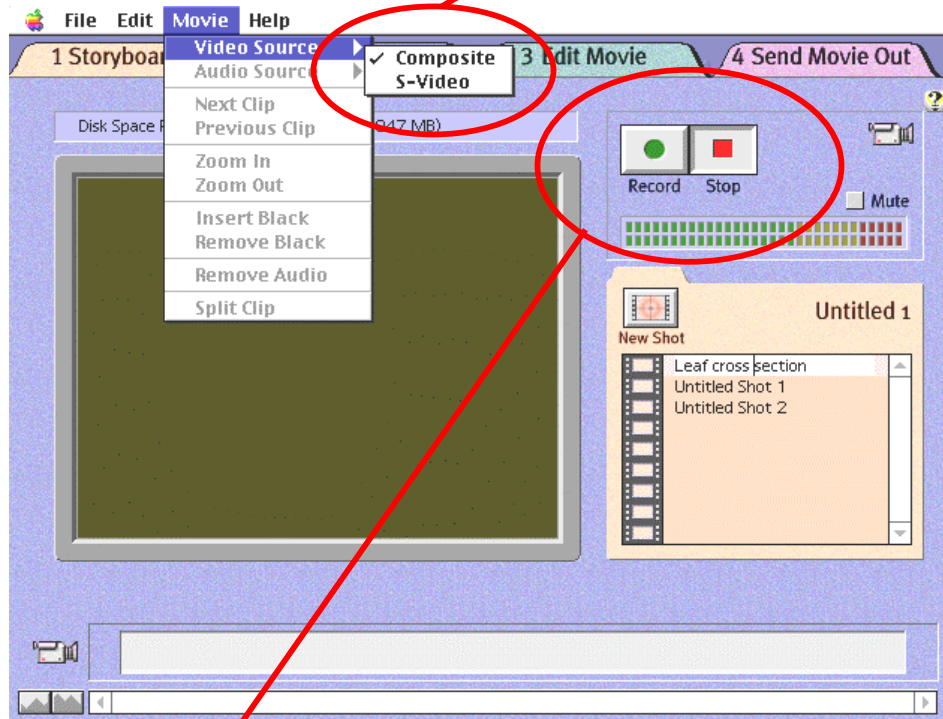 File Edit Movie Help
1 Storyboar
3 Edit Movie
4 Send Movie Out
Video Source
Audio Source
Composite
S-Video
Next Clip
Previous Clip
Zoom In
Zoom Out
Insert Black
Remove Black
Remove Audio
Split Clip
Disk Space
947 MB)
Record Stop
Mute
Untitled 1
New Shot
Leaf cross section
Untitled Shot 1
Untitled Shot 2